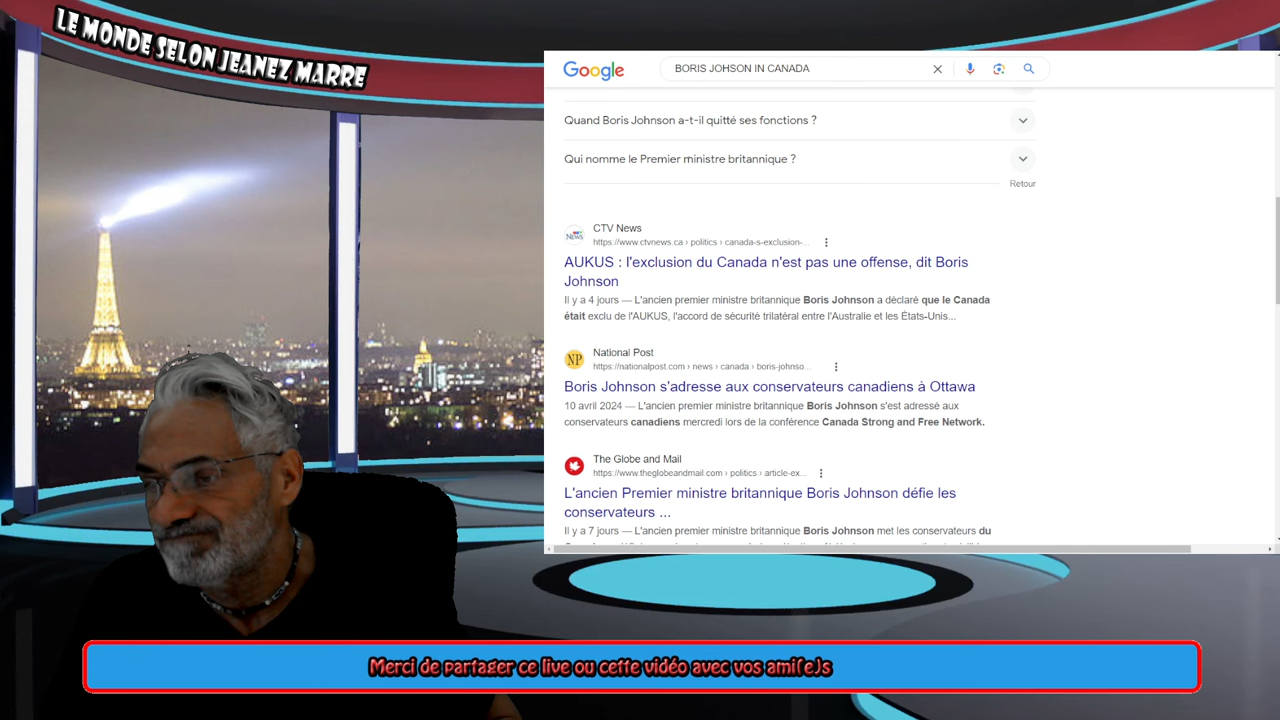 LE MONDE SELON JEANEZ MARRE
Google
BORIS JOHSON IN CANADA
Quand Boris Johnson a-t-il quitté ses fonctions ?
Qui nomme le Premier ministre britannique ?
Retour
NEWS
CTV News
https://www.ctvnews.ca › politics › canada-s-exclusion-...
AUKUS : l'exclusion du Canada n'est pas une offense, dit Boris
Johnson
Il y a 4 jours — L'ancien premier ministre britannique Boris Johnson a déclaré que le Canada
était exclu de l'AUKUS, l'accord de sécurité trilatéral entre l'Australie et les États-Unis...
NP
National Post
https://nationalpost.com › news › canada › boris-johnso...
Boris Johnson s'adresse aux conservateurs canadiens à Ottawa
10 avril 2024 — L'ancien premier ministre britannique Boris Johnson s'est adressé aux
conservateurs canadiens mercredi lors de la conférence Canada Strong and Free Network.
The Globe and Mail
https://www.theglobeandmail.com › politics › article-ex...
L'ancien Premier ministre britannique Boris Johnson défie les
conservateurs ...
Il y a 7 jours — L'ancien premier ministre britannique Boris Johnson met les conservateurs du
Merci de partager ce live ou cette vidéo avec vos ami(e)s